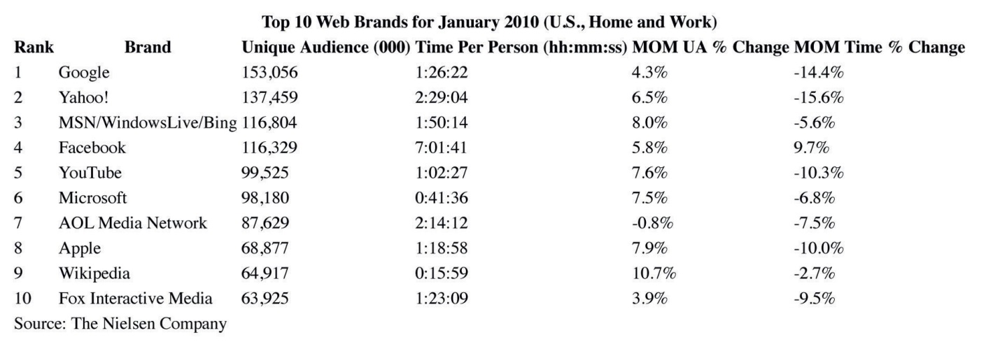 Top 10 Web Brands for January 2010 (U.S., Home and Work)
Rank Brand Unique Audience (000) Time Per Person (hh:mm:ss) MOM UA % Change MOM Time % Change
1 Google 153,056 1:26:22 4.3% -14.4%
2 Yahoo! 137,459 2:29:04 6.5% -15.6%
3 MSN/WindowsLive/Bing 116,804 1:50:14 8.0% -5.6%
4 Facebook 116,329 7:01:41 5.8% 9.7%
5 YouTube 99,525 1:02:27 7.6% -10.3%
6 Microsoft 98,180 0:41:36 7.5% -6.8%
7 AOL Media Network 87,629 2:14:12 -0.8% -7.5%
8 Apple 68,877 1:18:58 7.9% -10.0%
9 Wikipedia 64,917 0:15:59 10.7% -2.7%
10 Fox Interactive Media 63,925 1:23:09 3.9% -9.5%
Source: The Nielsen Company